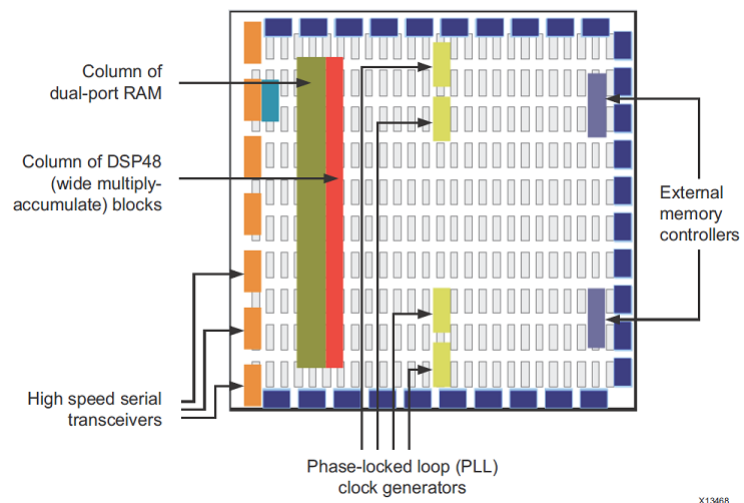 Column of
dual-port RAM
Column of DSP48
(wide multiply-
accumulate) blocks
External
memory
controllers
High speed serial
transceivers
Phase-locked loop (PLL)
clock generators
X13468